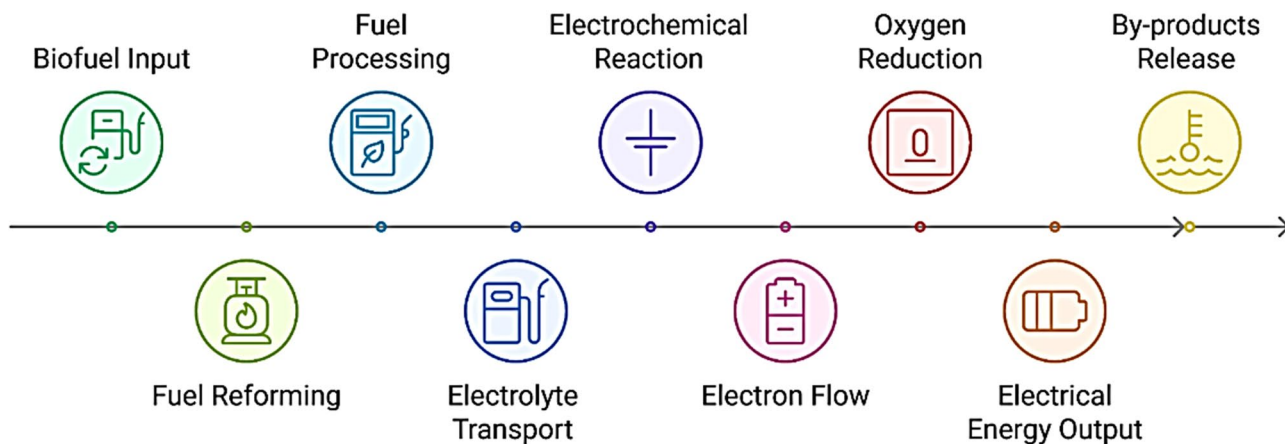 Biofuel Input
Fuel
Processing
Electrochemical
Reaction
Oxygen
Reduction
By-products
Release
Fuel Reforming
Electrolyte
Transport
Electron Flow
Electrical
Energy Output